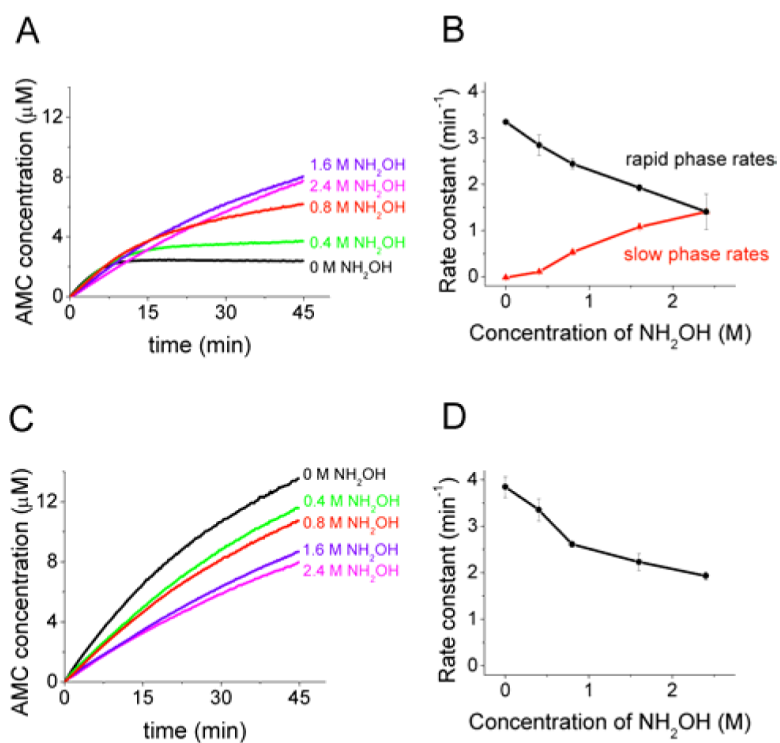 A
AMC concentration (μM)
12
8
4
0
0
15
30
45
time (min)
1.6 M NH₂OH
2.4 M NH₂OH
0.8 M NH₂OH
0.4 M NH₂OH
0 M NH₂OH
B
Rate constant (min⁻¹)
4
3
2
1
0
0
1
2
Concentration of NH₂OH (M)
rapid phase rates
slow phase rates
C
AMC concentration (μM)
12
8
4
0
0
15
30
45
time (min)
0 M NH₂OH
0.4 M NH₂OH
0.8 M NH₂OH
1.6 M NH₂OH
2.4 M NH₂OH
D
Rate constant (min⁻¹)
4
3
2
1
0
0
1
2
Concentration of NH₂OH (M)